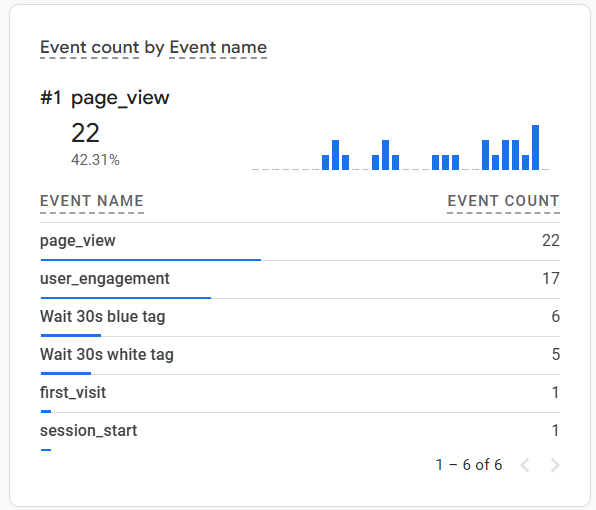 Event count by Event name
#1 page_view
22
42.31%
EVENT NAME EVENT COUNT
page_view 22
user_engagement 17
Wait 30s blue tag 6
Wait 30s white tag 5
first_visit 1
session_start 1
1 – 6 of 6